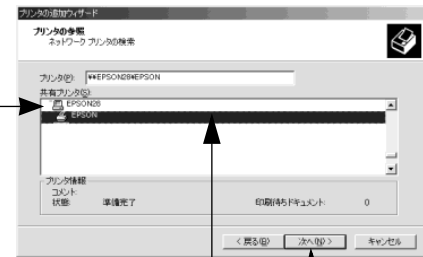 プリンタの追加ウィザード
プリンタの参照
ネットワーク プリンタの検索
プリンタ(P): ¥¥EPSON28¥EPSON
共有プリンタ(S):
EPSON28
EPSON
プリンタ情報
コメント:
状態: 準備完了 印刷待ちドキュメント: 0
< 戻る(B) 次へ(N) > キャンセル